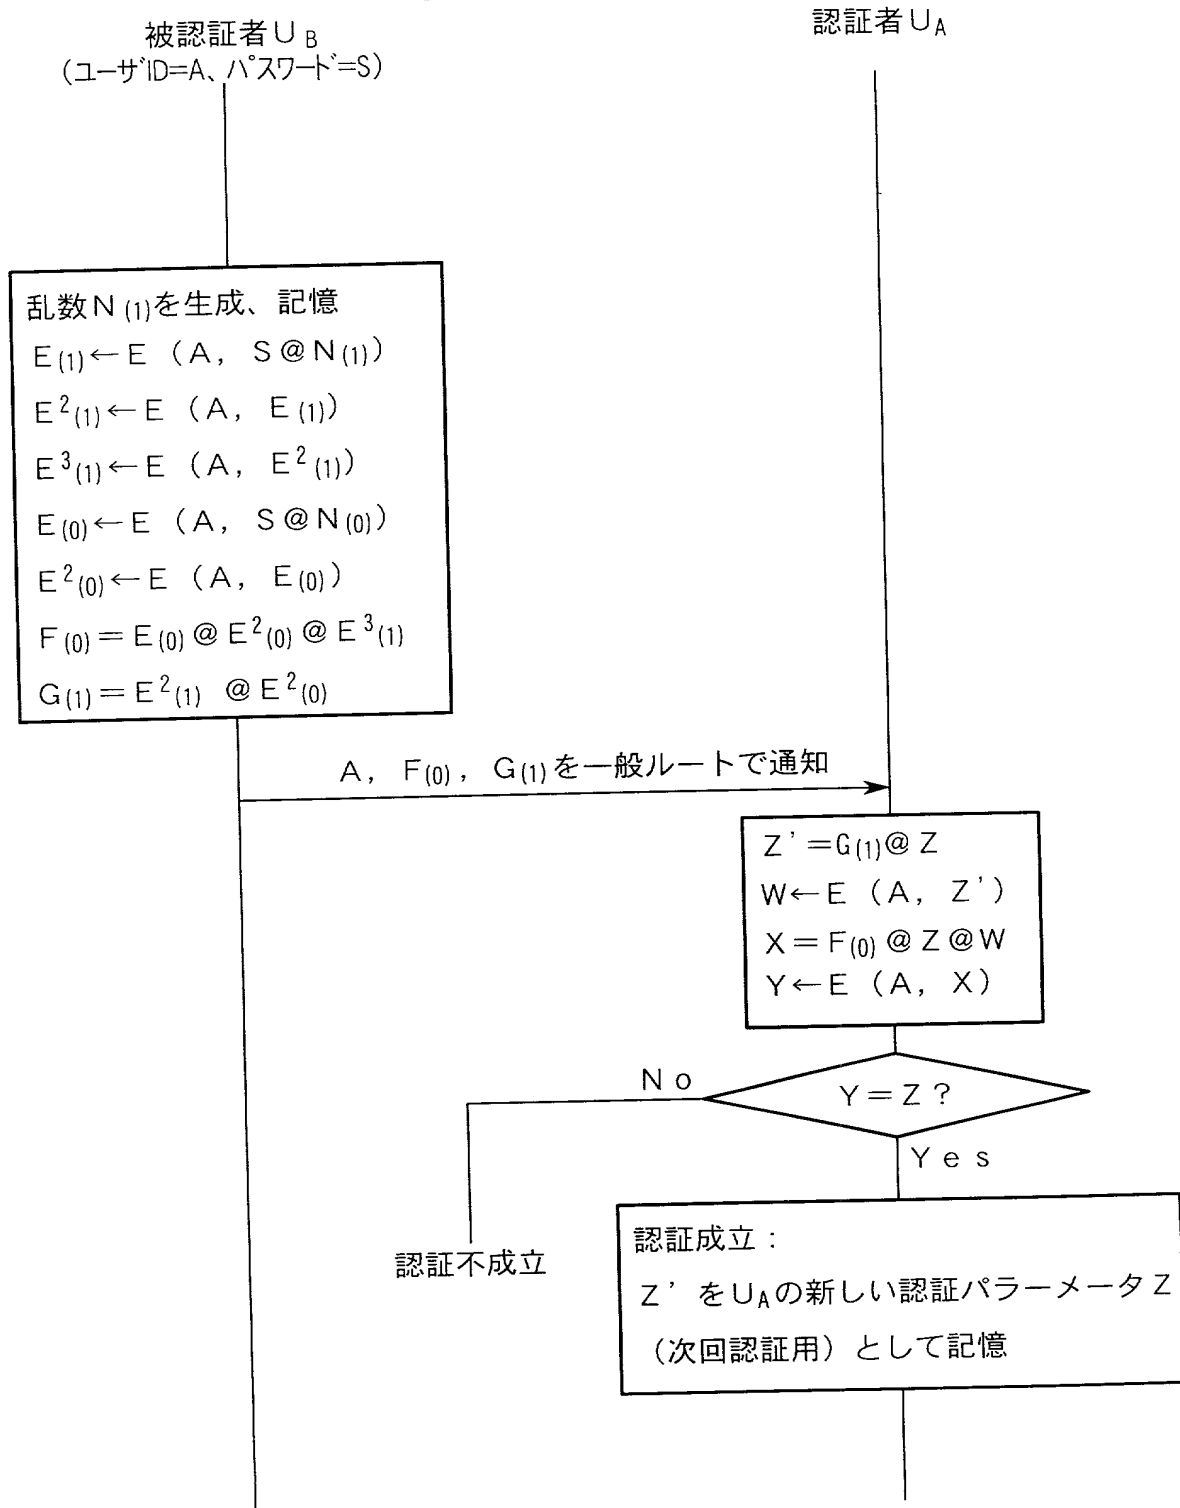 被認証者U B
(ユーザID=A、パスワード=S)
認証者U A
乱数N (1)を生成、記憶
E(1)←E (A, S@N(1))
E²(1)←E (A, E(1))
E³(1)←E (A, E²(1))
E(0)←E (A, S@N(0))
E²(0)←E (A, E(0))
F(0)=E(0)@E²(0)@E³(1)
G(1)=E²(1) @E²(0)
A, F(0), G(1)を一般ルートで通知
Z'=G(1)@Z
W←E (A, Z')
X=F(0)@Z@W
Y←E (A, X)
No
Y=Z?
Yes
認証不成立
認証成立:
Z'をUAの新しい認証パラーメータZ
(次回認証用)として記憶